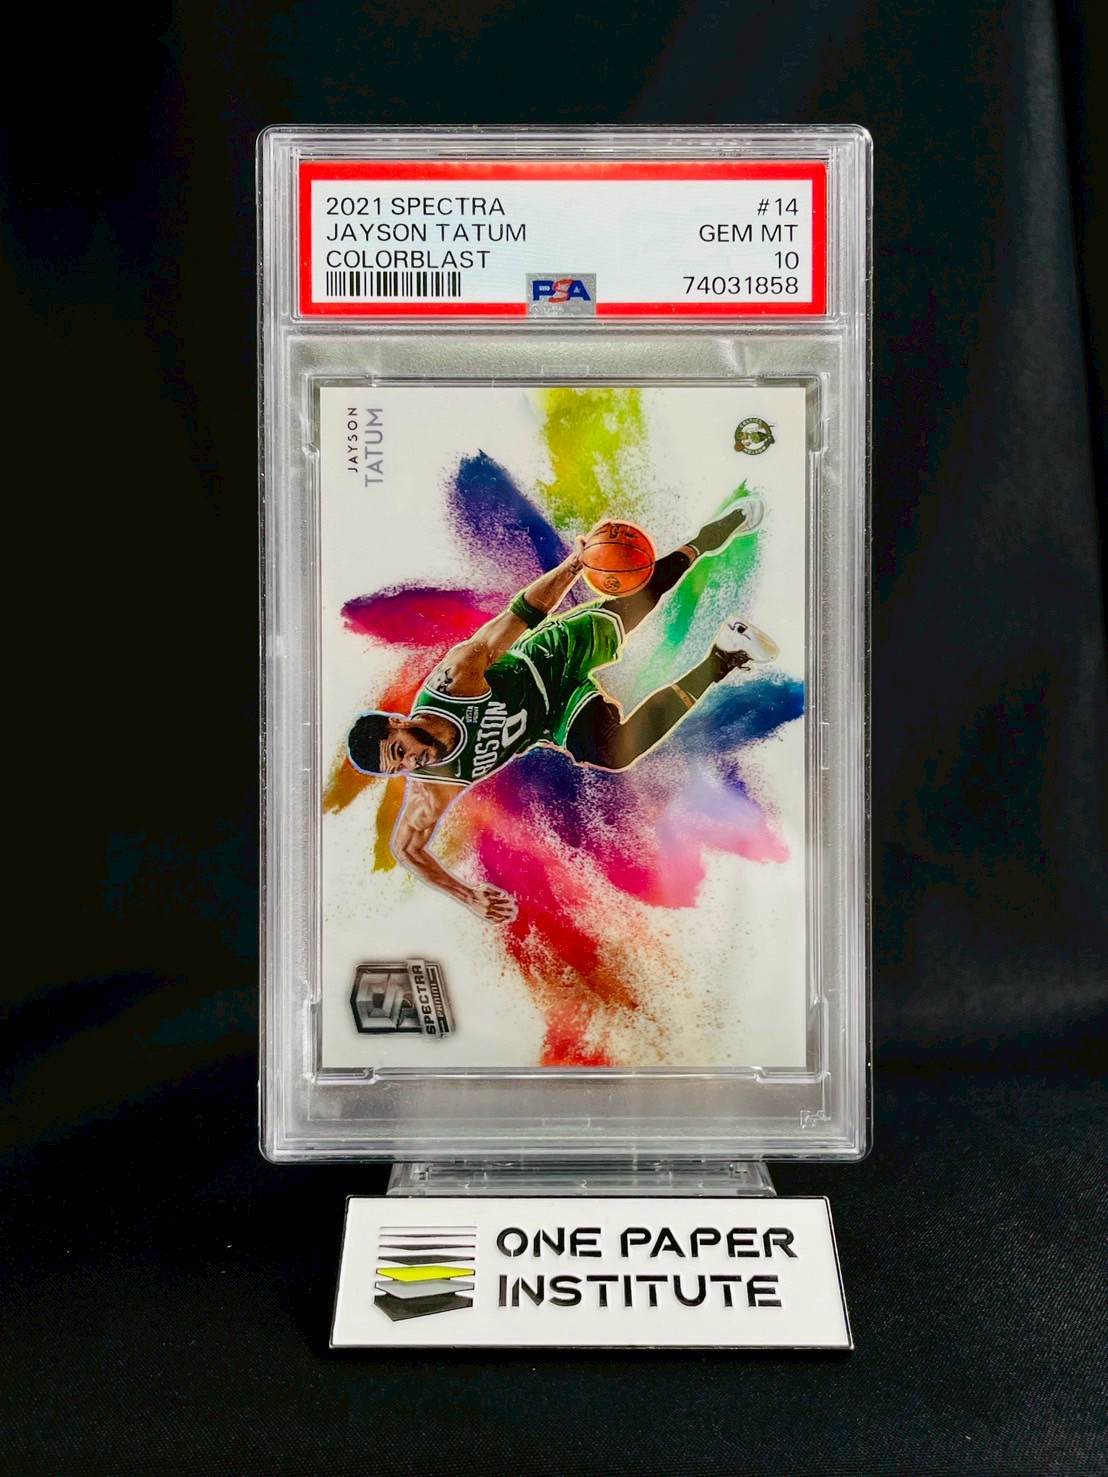 2021 SPECTRA #14
JAYSON TATUM GEM MT
COLORBLAST 10
74031858
PSA
JAYSON
TATUM
BOSTON
0
SPECTRA
ONE PAPER
INSTITUTE